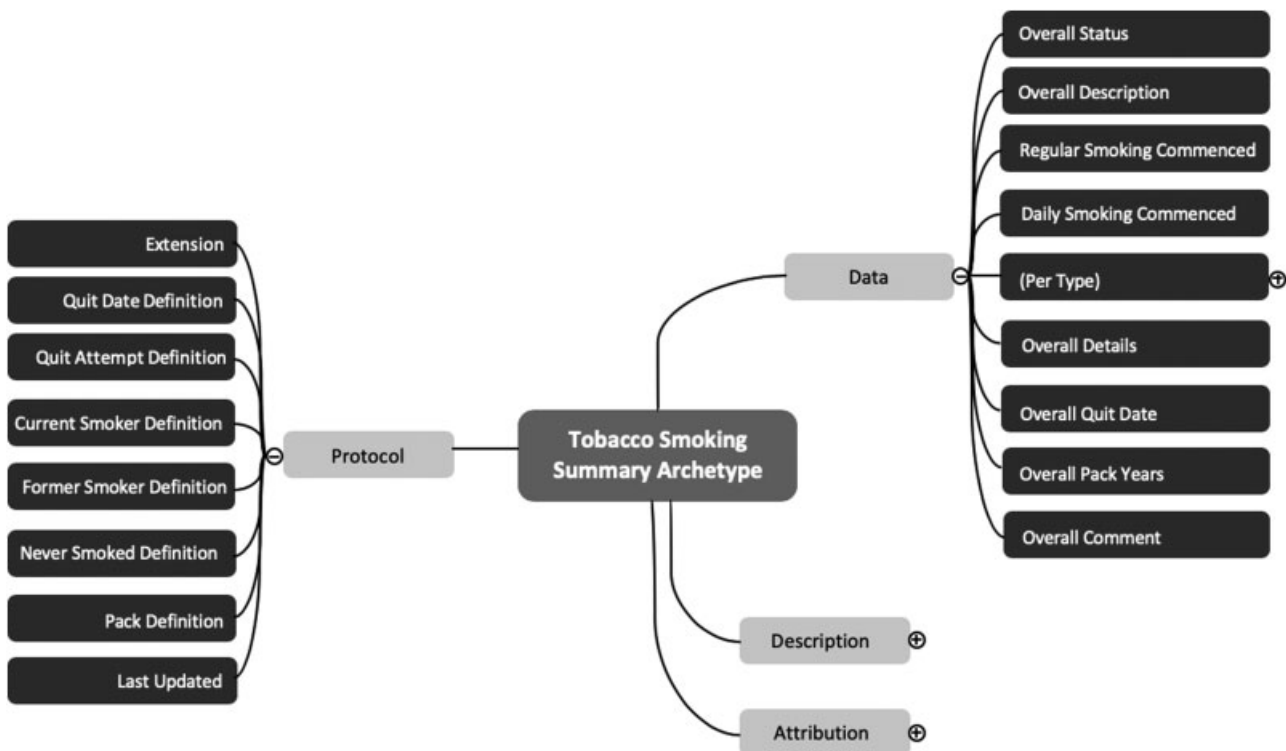 Overall Status
Overall Description
Regular Smoking Commenced
Daily Smoking Commenced
(Per Type)
Overall Details
Overall Quit Date
Overall Pack Years
Overall Comment
Data
Extension
Quit Date Definition
Quit Attempt Definition
Current Smoker Definition
Former Smoker Definition
Never Smoked Definition
Pack Definition
Last Updated
Protocol
Tobacco Smoking
Summary Archetype
Description
Attribution